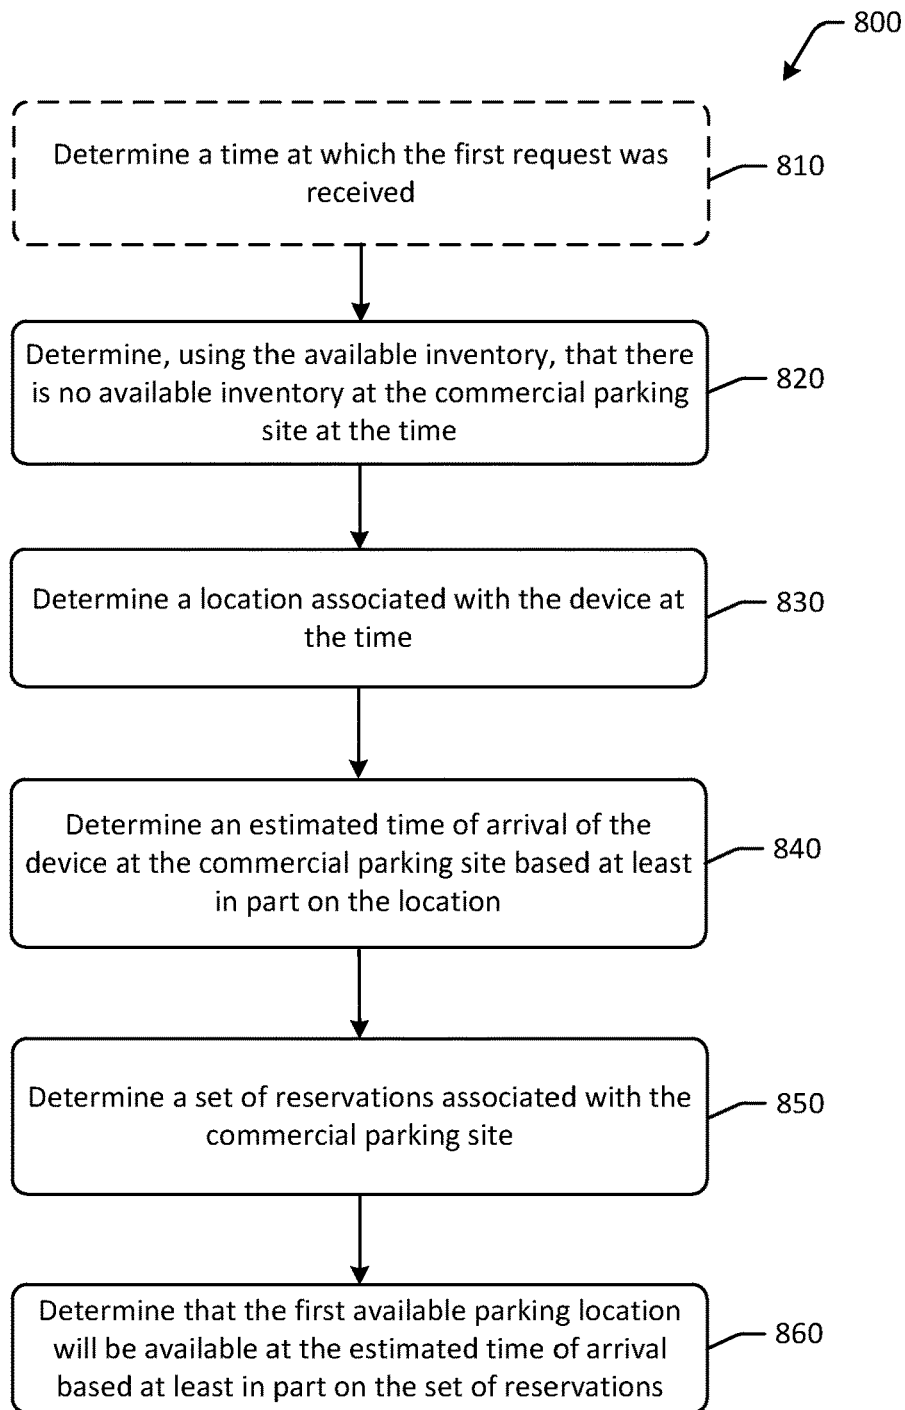 800
Determine a time at which the first request was
received
810
Determine, using the available inventory, that there
is no available inventory at the commercial parking
site at the time
820
Determine a location associated with the device at
the time
830
Determine an estimated time of arrival of the
device at the commercial parking site based at least
in part on the location
840
Determine a set of reservations associated with the
commercial parking site
850
Determine that the first available parking location
will be available at the estimated time of arrival
based at least in part on the set of reservations
860